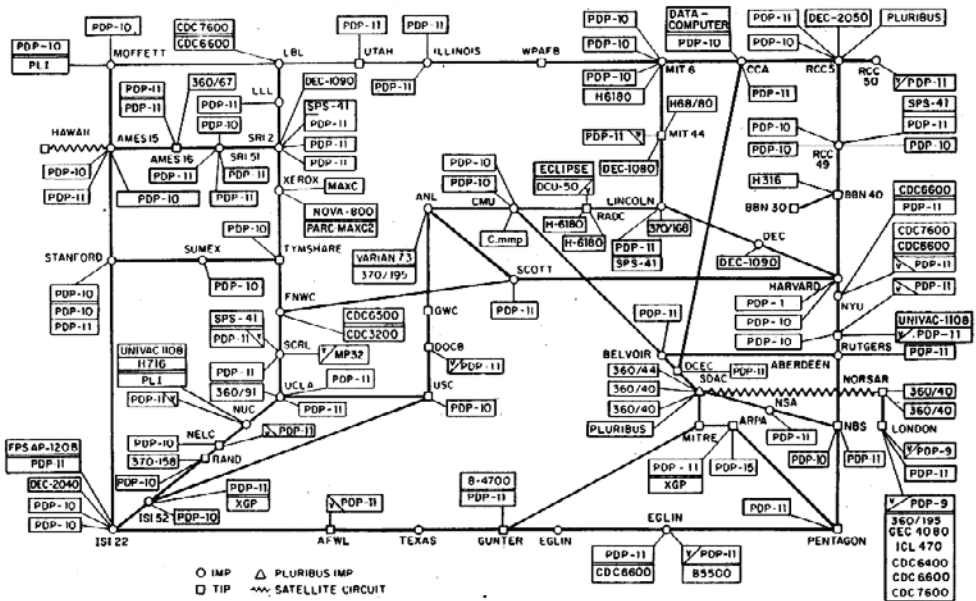 PDP-10
CDC7600
CDC6600
PDP-11
PDP-11
PDP-10
DATA-
COMPUTER
PDP-11
DEC-2050
PLURIBUS
PDP-10
PLI
MOFFETT
LBL
UTAH
ILLINOIS
WPAFB
PDP-10
PDP-10
PDP-10
MIT 6
CCA
RCC5
RCC
50
PDP-11
PDP-10
H6180
PDP-11
PDP-11
360/67
LLL
DEC-1090
SPS-41
PDP-11
PDP-11
PDP-11
PDP-11
PDP-11
PDP-10
H68/80
SPS-41
PDP-11
PDP-10
HAWAII
AMES15
AMES16
SRI 51
SRI 2
PDP-11
PDP-11
PDP-11
MIT 44
PDP-10
PDP-10
RCC
49
PDP-10
PDP-11
PDP-10
PDP-11
PDP-11
XEROX
MAXC
PDP-10
PDP-10
ECLIPSE
DCU-50
DEC-1080
H316
NOVA-800
PARC-MAXC2
ANL
CMU
RADC
LINCOLN
BBN 30
BBN 40
CDC6600
PDP-11
PDP-10
H-6180
H-6180
370/168
C.mmp
PDP-11
SPS-41
DEC
DEC-1090
CDC7600
CDC6600
PDP-11
STANFORD
SUMEX
TYMSHARE
VARIAN 73
370/195
PDP-10
SCOTT
HARVARD
PDP-11
PDP-10
PDP-10
PDP-11
FNWC
CDC6500
CDC3200
GWC
PDP-11
PDP-1
PDP-10
NYU
SPS-41
PDP-11
SCRL
MP32
DOCB
PDP-11
PDP-11
PDP-10
UNIVAC-1108
PDP-11
RUTGERS
PDP-11
UNIVAC 1108
H716
PLI
PDP-11
PDP-11
360/91
UCLA
PDP-11
PDP-11
USC
PDP-10
BELVOIR
360/44
360/40
360/40
PLURIBUS
DCEC
SDAC
PDP-11
ABERDEEN
NORSAR
360/40
360/40
NUC
NELC
PDP-11
PDP-10
370-158
RAND
PDP-10
NSA
PDP-11
MITRE
ARPA
NBS
LONDON
PDP-9
PDP-11
PDP-10
PDP-11
FPS AP-120B
PDP-11
DEC-2040
PDP-10
PDP-10
PDP-11
XGP
PDP-10
PDP-11
B-4700
PDP-11
PDP-11
XGP
PDP-15
PDP-11
PDP-9
360/195
GEC 4080
ICL 470
CDC6400
CDC6600
CDC7600
ISI 22
ISI 52
AFWL
TEXAS
GUNTER
EGLIN
EGLIN
PENTAGON
PDP-11
CDC6600
PDP-11
B5500
IMP
PLURIBUS IMP
TIP
SATELLITE CIRCUIT